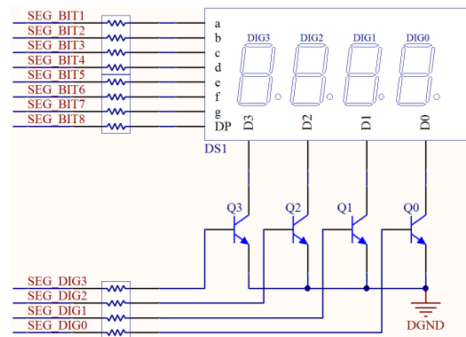 SEG_BIT1
SEG_BIT2
SEG_BIT3
SEG_BIT4
SEG_BIT5
SEG_BIT6
SEG_BIT7
SEG_BIT8
a
b
c
d
e
f
g
DP
DIG3 DIG2 DIG1 DIG0
D3 D2 D1 D0
DS1
Q3 Q2 Q1 Q0
SEG_DIG3
SEG_DIG2
SEG_DIG1
SEG_DIG0
DGND